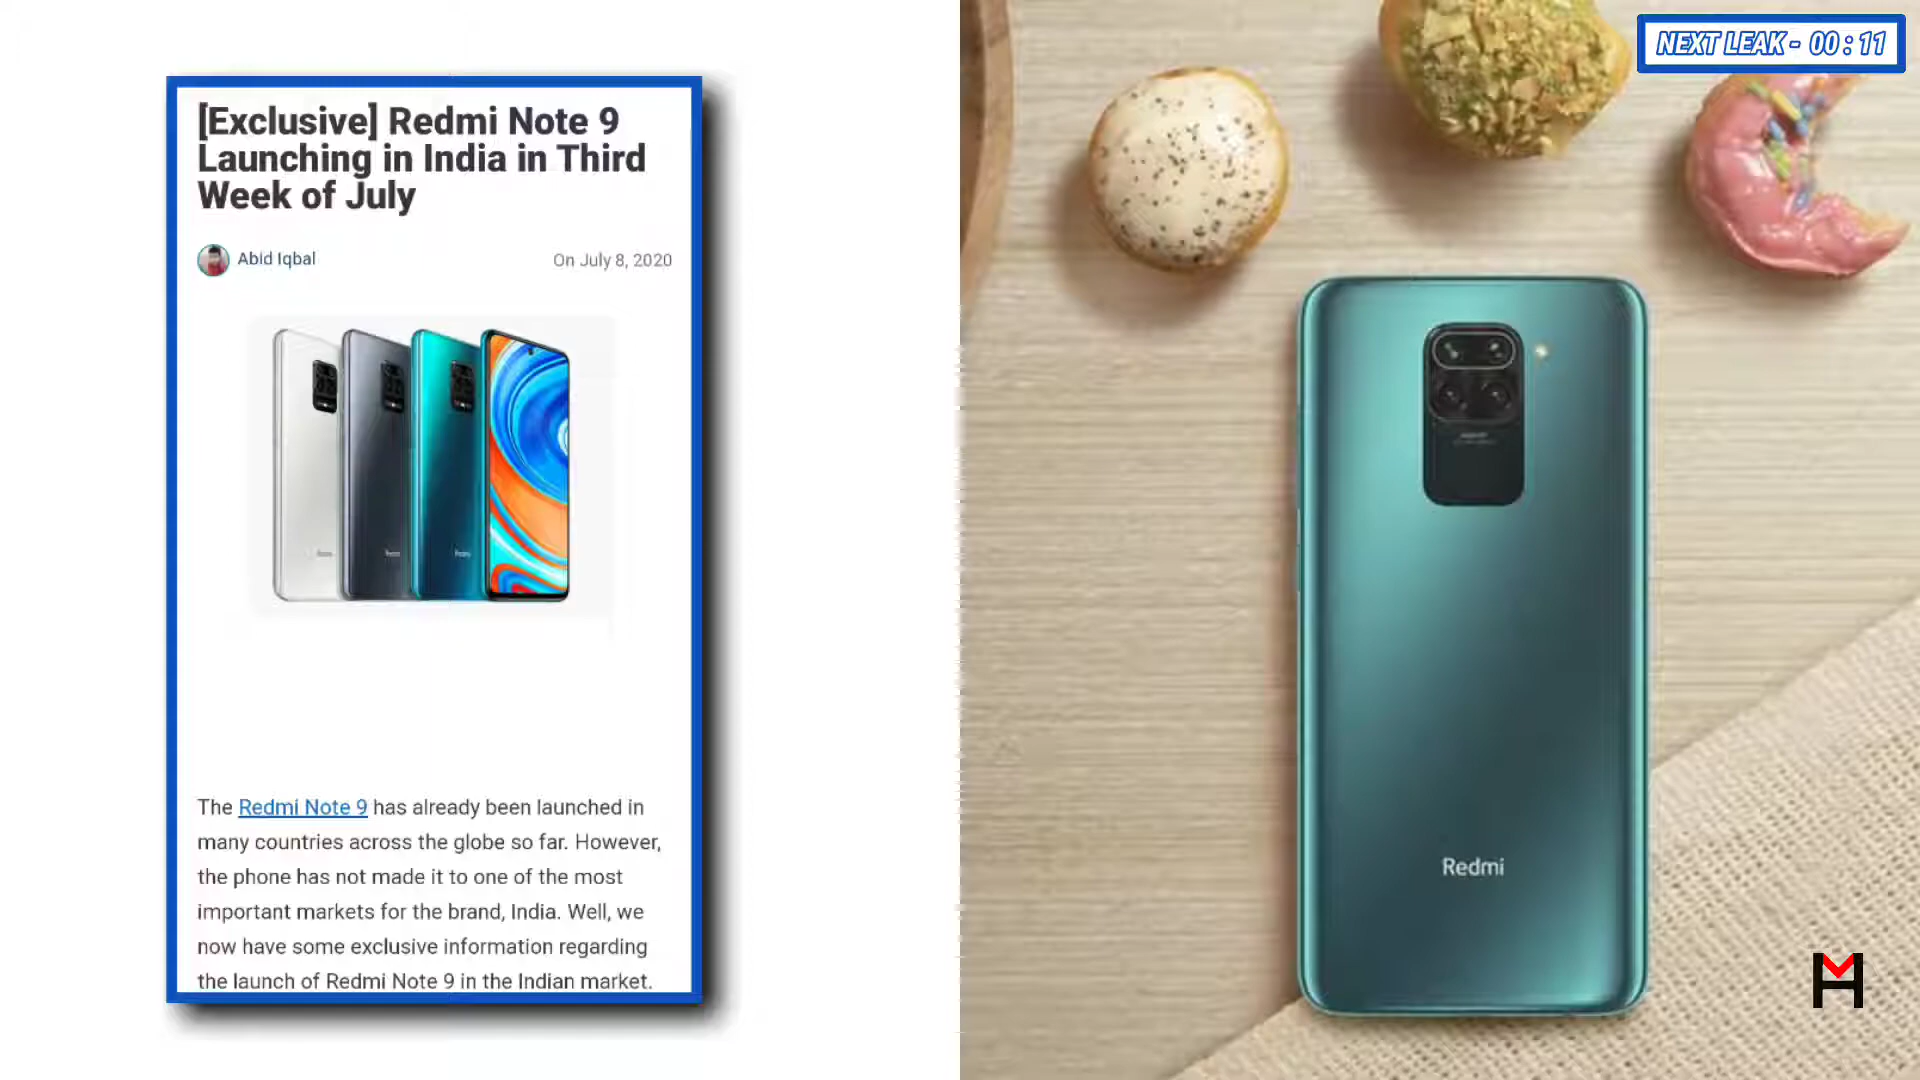 [Exclusive] Redmi Note 9
Launching in India in Third
Week of July
Abid Iqbal
On July 8, 2020
The Redmi Note 9 has already been launched in
many countries across the globe so far. However,
the phone has not made it to one of the most
important markets for the brand, India. Well, we
now have some exclusive information regarding
the launch of Redmi Note 9 in the Indian market.
NEXT LEAK - 00 : 11
Redmi